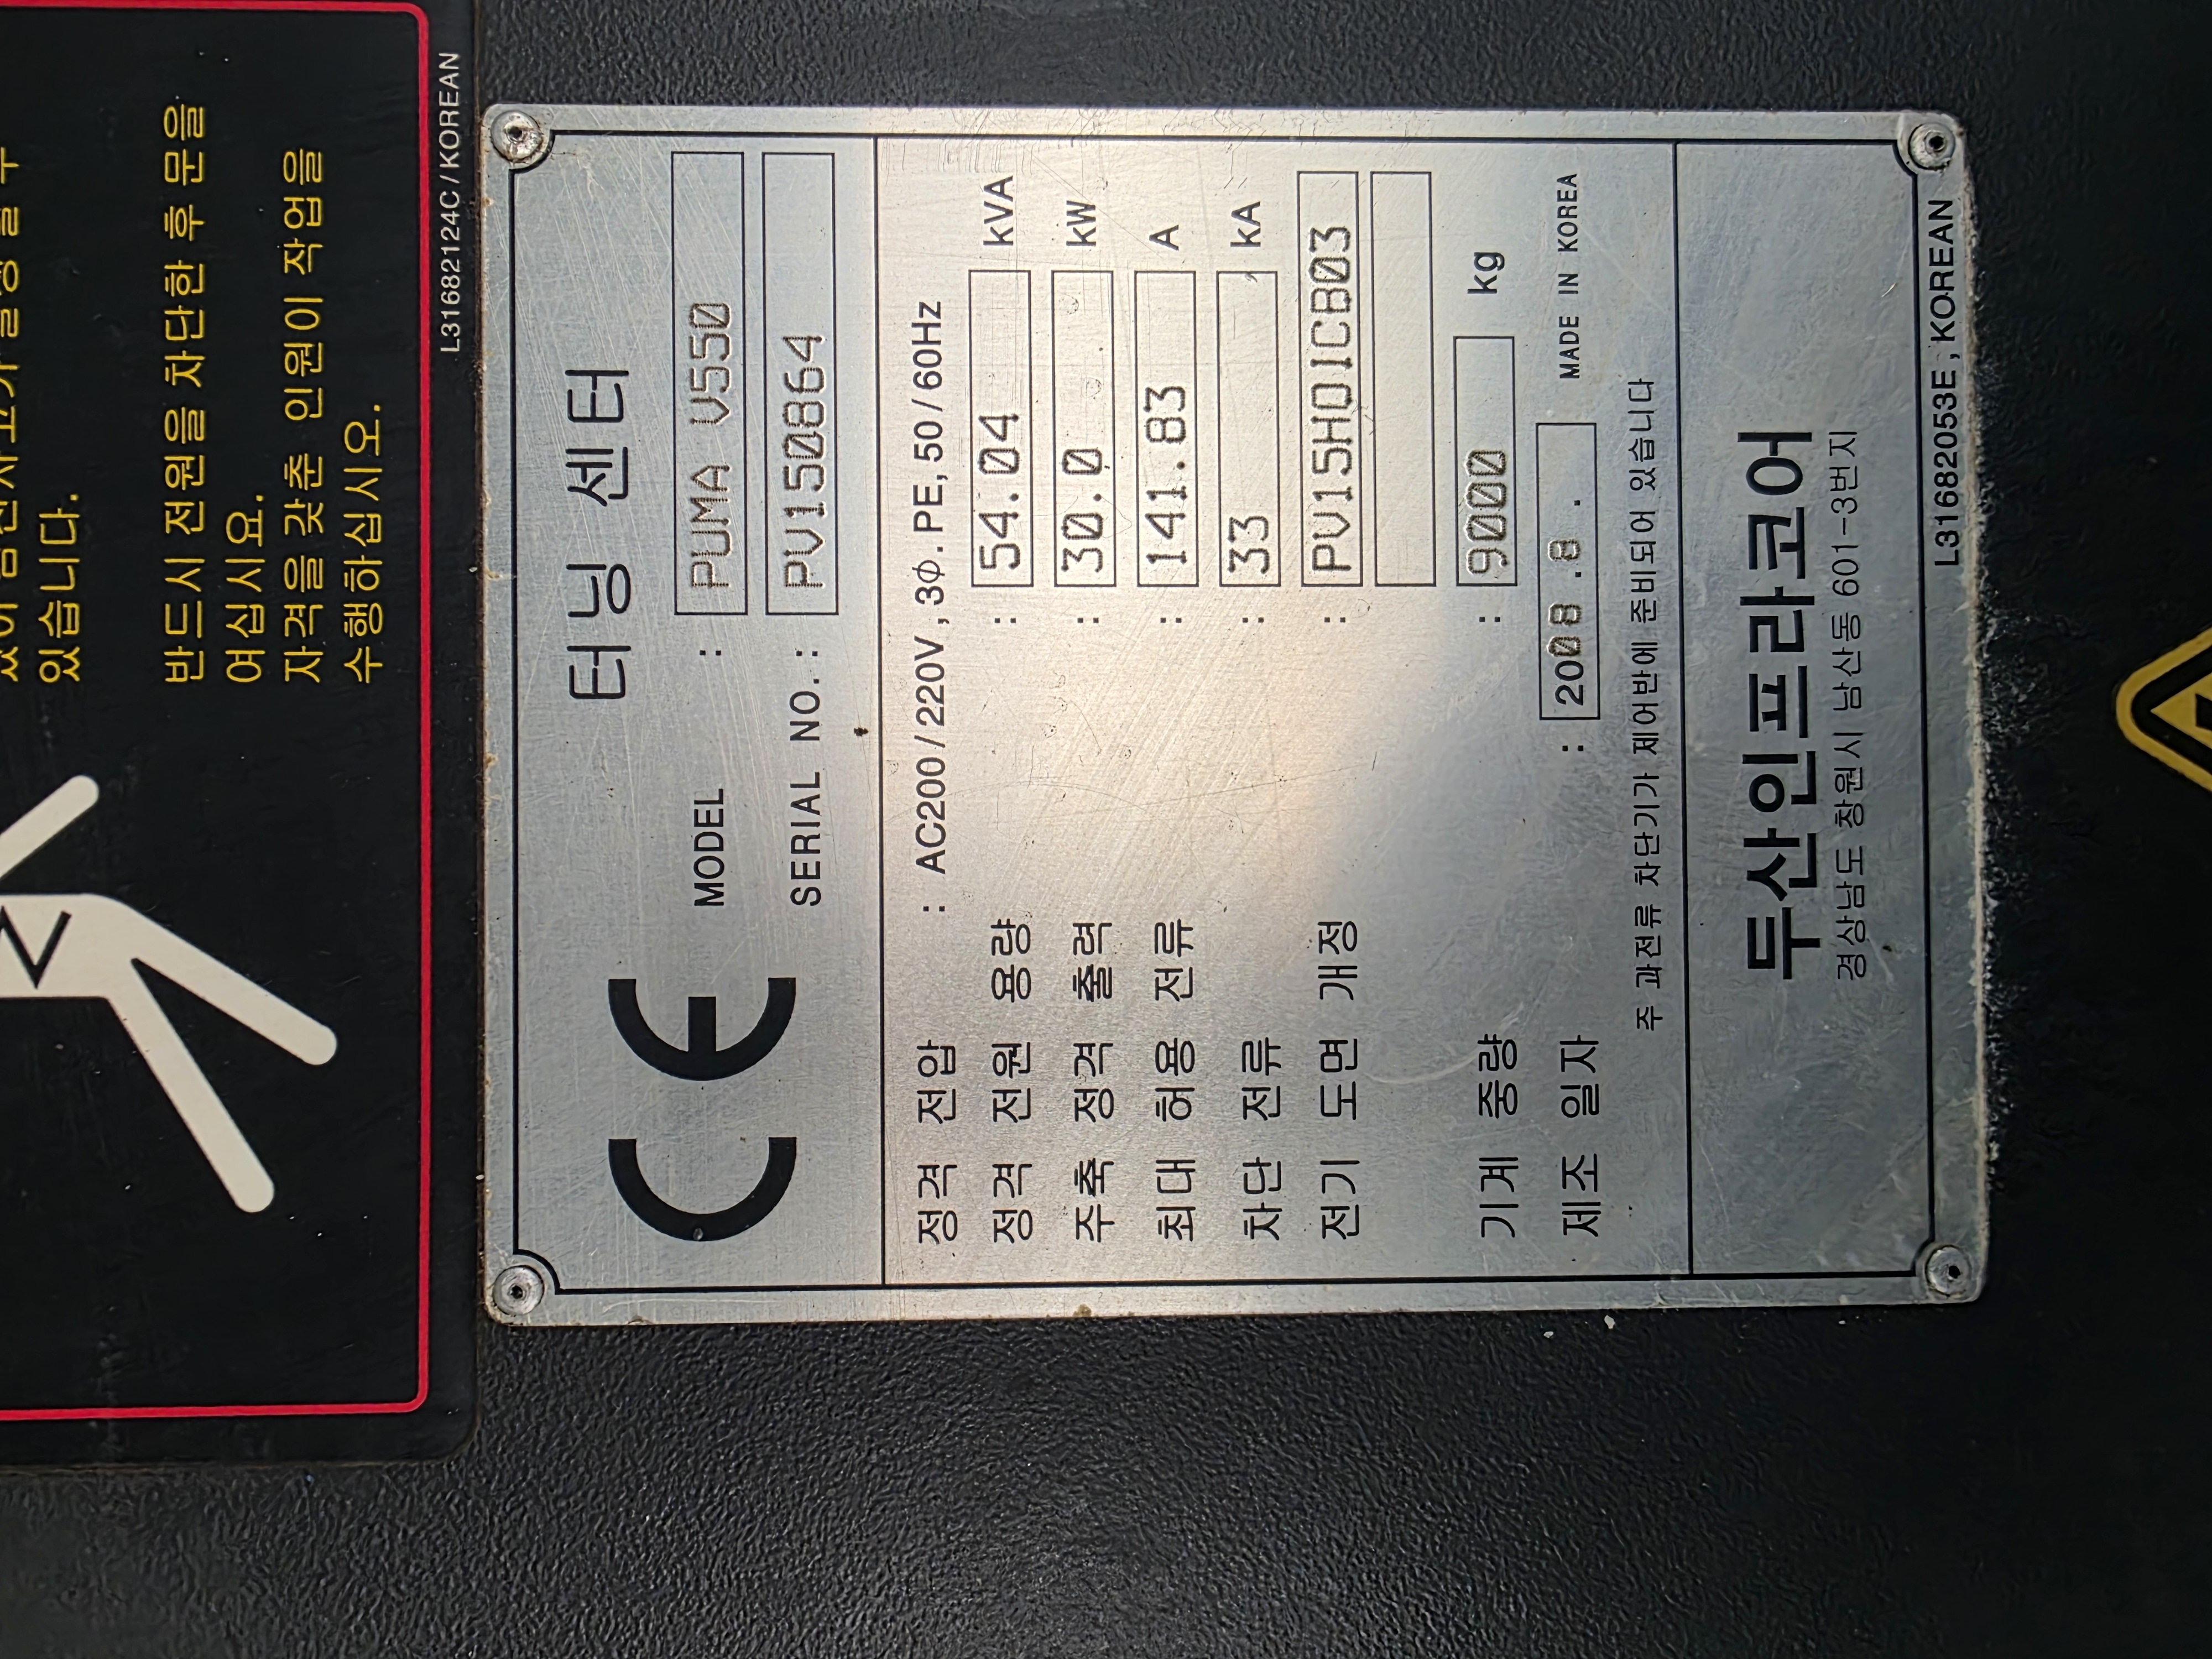 있습니다.
반드시 전원을 차단한 후 문을
여십시요.
자격을 갖춘 인원이 작업을
수행하십시오.
L31682124C/KOREAN
터닝 센터
CE
MODEL : PUMA V550
SERIAL NO. : PV150864
정격 전압 : AC200/220V, 3Φ. PE, 50/60Hz
정격 전원 용량 : 54.04 kVA
주축 정격 출력 : 30.0 kW
최대 허용 전류 : 141.83 A
차단 전류 : 33 kA
전기 도면 개정 : PV15H0ICB03
기계 중량 : 9000 kg
제조 일자 : 2008.8. MADE IN KOREA
주 과전류 차단기가 제어반에 준비되어 있습니다
두산인프라코어
경상남도 창원시 남산동 601-3번지
L31682053E, KOREAN